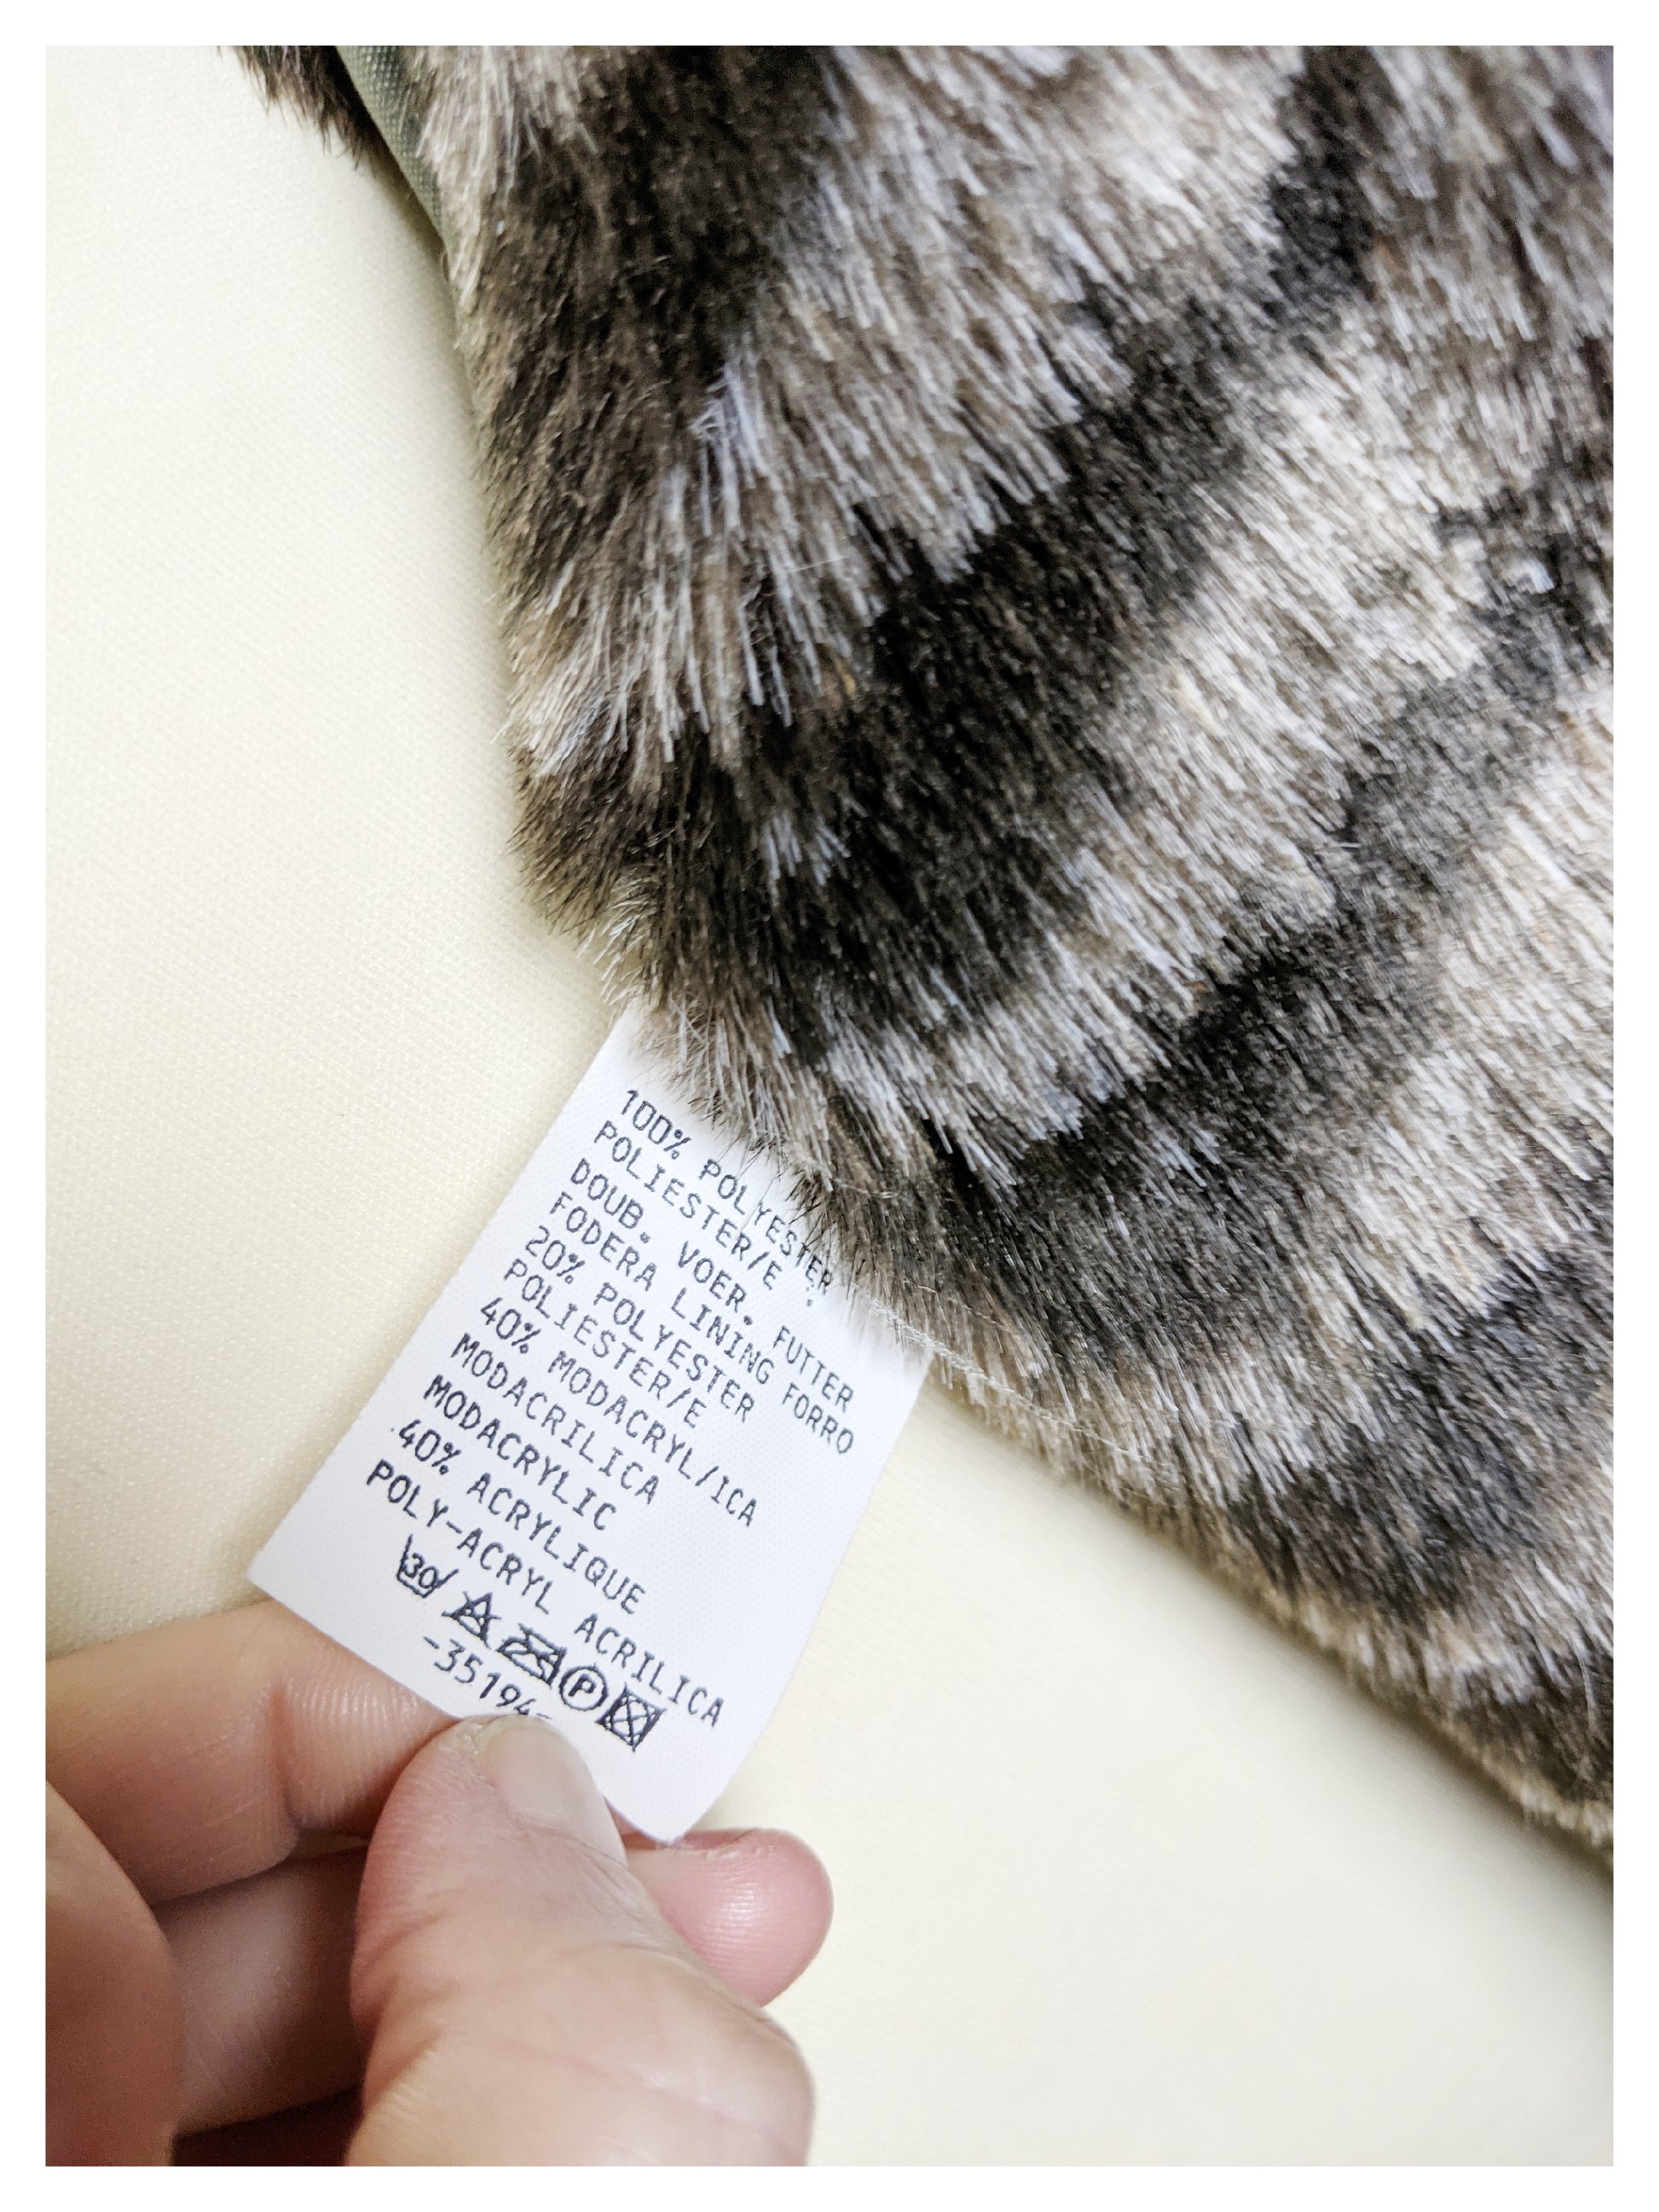 100% POLYESTER
POLIESTER/E :
DOUB. VOER. FUTTER
FODERA LINING FORRO
20% POLYESTER
POLIESTER/E
40% MODACRYL/ICA
MODACRILICA
MODACRYLIC
40% ACRYLIQUE
POLY-ACRYL ACRILICA
30
P